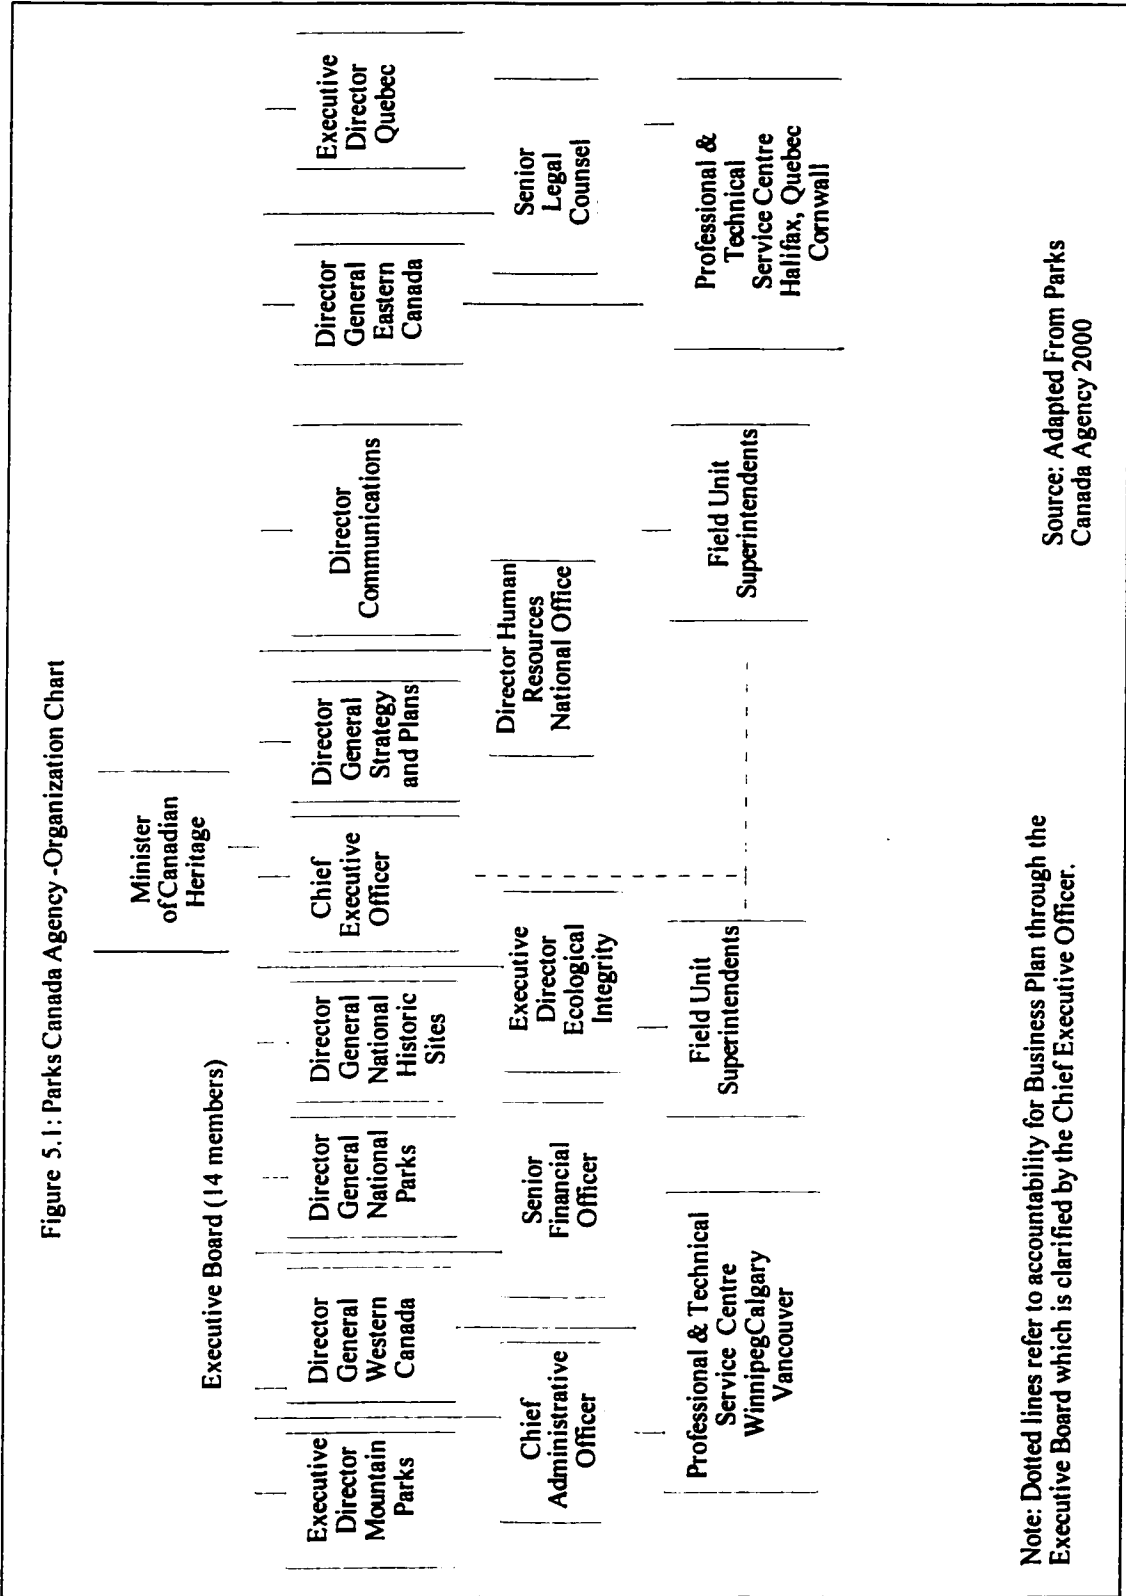 Figure 5.1: Parks Canada Agency -Organization Chart
Minister
of Canadian
Heritage
Executive Board (14 members)
Executive
Director
Mountain
Parks
Director
General
Western
Canada
Director
General
National
Parks
Director
General
National
Historic
Sites
Chief
Executive
Officer
Director
General
Strategy
and Plans
Director
Communications
Director
General
Eastern
Canada
Executive
Director
Quebec
Chief
Administrative
Officer
Senior
Financial
Officer
Executive
Director
Ecological
Integrity
Director Human
Resources
National Office
Senior
Legal
Counsel
Professional & Technical
Service Centre
WinnipegCalgary
Vancouver
Field Unit
Superintendents
Field Unit
Superintendents
Professional &
Technical
Service Centre
Halifax, Quebec
Cornwall
Note: Dotted lines refer to accountability for Business Plan through the
Executive Board which is clarified by the Chief Executive Officer.
Source: Adapted From Parks
Canada Agency 2000